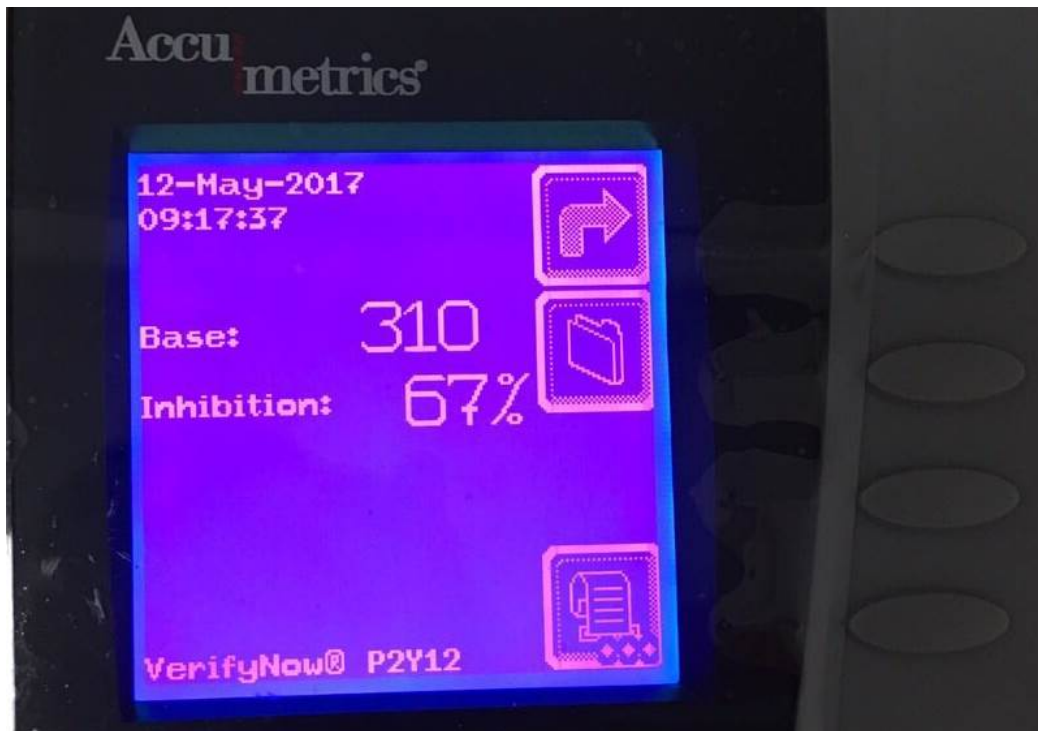 Accu
metrics®
12-May-2017
09:17:37
Base: 310
Inhibition: 67%
VerifyNow® P2Y12